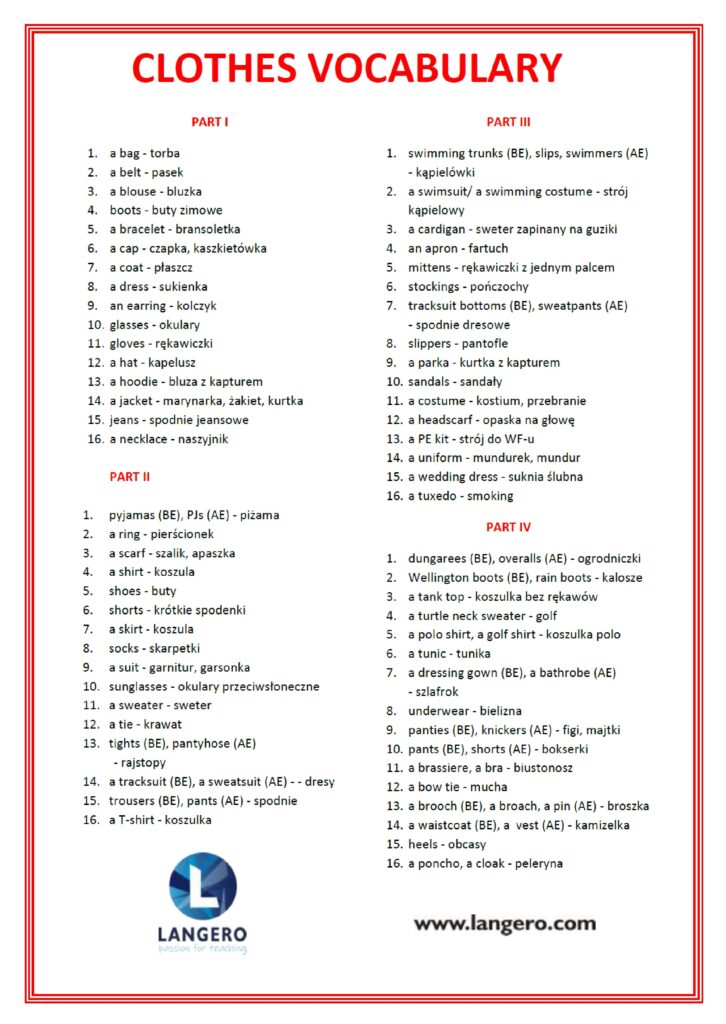 CLOTHES VOCABULARY
PART I
1. a bag - torba
2. a belt - pasek
3. a blouse - bluzka
4. boots - buty zimowe
5. a bracelet - bransoletka
6. a cap - czapka, kaszkietówka
7. a coat - płaszcz
8. a dress - sukienka
9. an earring - kolczyk
10. glasses - okulary
11. gloves - rękawiczki
12. a hat - kapelusz
13. a hoodie - bluza z kapturem
14. a jacket - marynarka, żakiet, kurtka
15. jeans - spodnie jeansowe
16. a necklace - naszyjnik
PART II
1. pyjamas (BE), PJs (AE) - piżama
2. a ring - pierścionek
3. a scarf - szalik, apaszka
4. a shirt - koszula
5. shoes - buty
6. shorts - krótkie spodenki
7. a skirt - koszula
8. socks - skarpetki
9. a suit - garnitur, garsonka
10. sunglasses - okulary przeciwsłoneczne
11. a sweater - sweter
12. a tie - krawat
13. tights (BE), pantyhose (AE)
- rajstopy
14. a tracksuit (BE), a sweatsuit (AE) - - dresy
15. trousers (BE), pants (AE) - spodnie
16. a T-shirt - koszulka
PART III
1. swimming trunks (BE), slips, swimmers (AE)
- kąpielówki
2. a swimsuit/ a swimming costume - strój
kąpielowy
3. a cardigan - sweter zapinany na guziki
4. an apron - fartuch
5. mittens - rękawiczki z jednym palcem
6. stockings - pończochy
7. tracksuit bottoms (BE), sweatpants (AE)
- spodnie dresowe
8. slippers - pantofle
9. a parka - kurtka z kapturem
10. sandals - sandały
11. a costume - kostium, przebranie
12. a headscarf - opaska na głowę
13. a PE kit - strój do WF-u
14. a uniform - mundurek, mundur
15. a wedding dress - suknia ślubna
16. a tuxedo - smoking
PART IV
1. dungarees (BE), overalls (AE) - ogrodniczki
2. Wellington boots (BE), rain boots - kalosze
3. a tank top - koszulka bez rękawów
4. a turtle neck sweater - golf
5. a polo shirt, a golf shirt - koszulka polo
6. a tunic - tunika
7. a dressing gown (BE), a bathrobe (AE)
- szlafrok
8. underwear - bielizna
9. panties (BE), knickers (AE) - figi, majtki
10. pants (BE), shorts (AE) - bokserki
11. a brassiere, a bra - biustonosz
12. a bow tie - mucha
13. a brooch (BE), a broach, a pin (AE) - broszka
14. a waistcoat (BE), a vest (AE) - kamizelka
15. heels - obcasy
16. a poncho, a cloak - peleryna
L
LANGERO
passion for teaching
www.langero.com